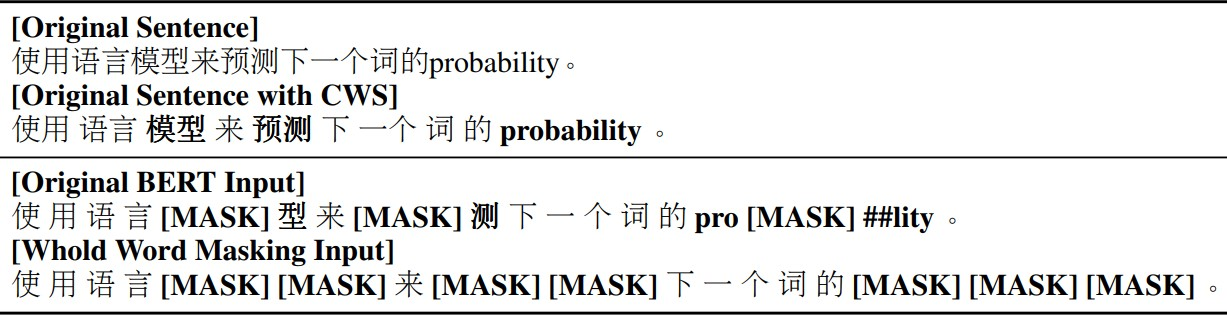 [Original Sentence]
使用语言模型来预测下一个词的probability。
[Original Sentence with CWS]
使用 语言 模型 来 预测 下 一个 词 的 probability 。
[Original BERT Input]
使 用 语 言 [MASK] 型 来 [MASK] 测 下 一 个 词 的 pro [MASK] ##lity 。
[Whold Word Masking Input]
使 用 语 言 [MASK] [MASK] 来 [MASK] [MASK] 下 一 个 词 的 [MASK] [MASK] [MASK] 。